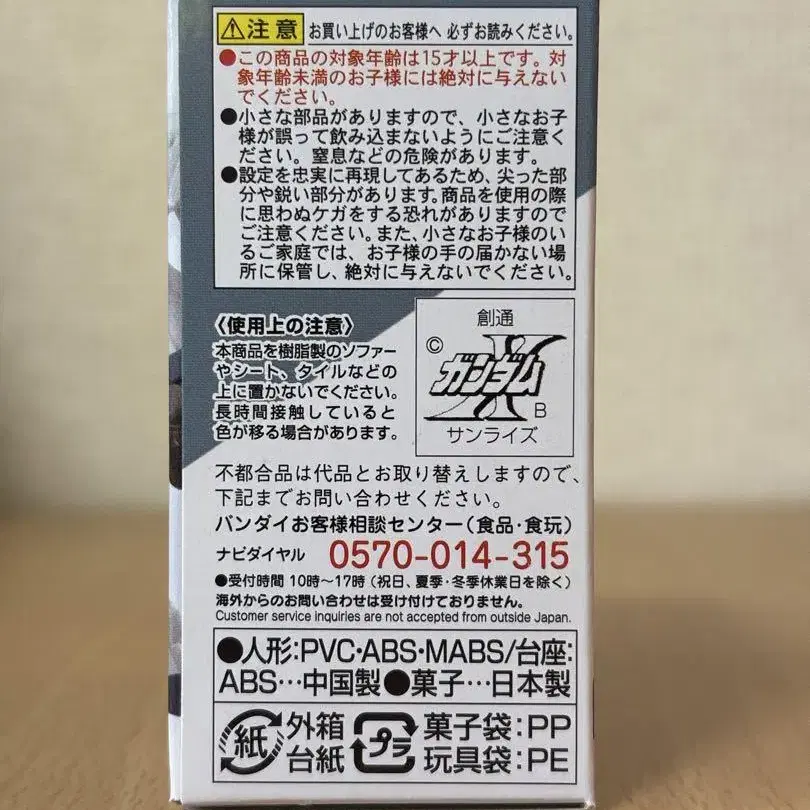 ⚠注意 お買い上げのお客様へ 必ずお読みください。
●この商品の対象年齢は15才以上です。対
象年齢未満のお子様には絶対に与えない
でください。
●小さな部品がありますので、小さなお子
様が誤って飲み込まないようにご注意く
ださい。窒息などの危険があります。
●設定を忠実に再現してあるため、尖った部
分や鋭い部分があります。商品を使用の際
に思わぬケガをする恐れがありますので
ご注意ください。また、小さなお子様のい
るご家庭では、お子様の手の届かない場
所に保管し、絶対に与えないでください。
〈使用上の注意〉
本商品を樹脂製のソファー
やシート、タイルなどの
上に置かないでください。
長時間接触していると
色が移る場合があります。
創通
©
ガンダムX
B
サンライズ
不都合品は代品とお取り替えしますので、
下記までお問い合わせください。
バンダイお客様相談センター(食品・食玩)
ナビダイヤル 0570-014-315
●受付時間 10時～17時(祝日、夏季・冬季休業日を除く)
海外からのお問い合わせは受け付けておりません。
Customer service inquiries are not accepted from outside Japan.
●人形:PVC・ABS・MABS/台座:
ABS…中国製●菓子…日本製
紙 外箱
台紙
プラ 菓子袋:PP
玩具袋:PE